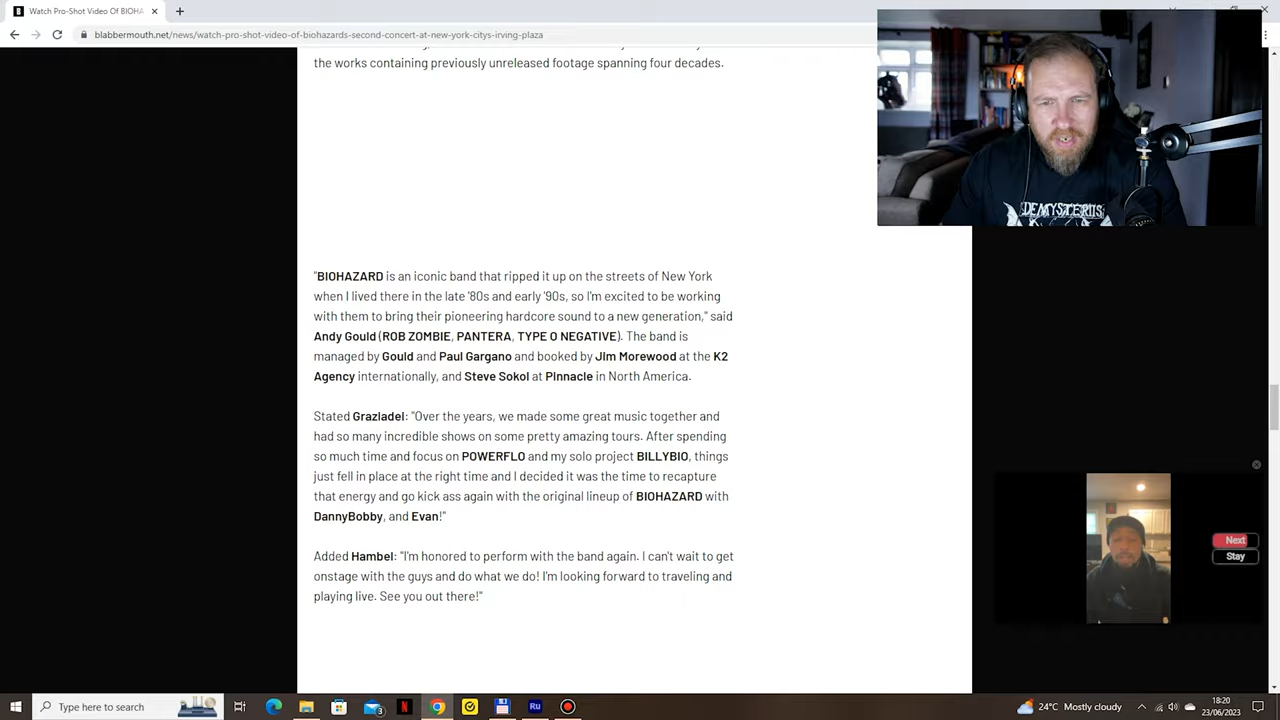 Watch Pro-Shot Video Of BIOHA
blabbermouth.net/news/watch-pro-shot-video-of-biohazards-second-concert-at-new-york-citys-irving-plaza
the works containing previously unreleased footage spanning four decades.
DEMYSTERIIS
"BIOHAZARD is an iconic band that ripped it up on the streets of New York
when I lived there in the late '80s and early '90s, so I'm excited to be working
with them to bring their pioneering hardcore sound to a new generation," said
Andy Gould (ROB ZOMBIE, PANTERA, TYPE O NEGATIVE). The band is
managed by Gould and Paul Gargano and booked by Jim Morewood at the K2
Agency internationally, and Steve Sokol at Pinnacle in North America.
Stated Graziadei: "Over the years, we made some great music together and
had so many incredible shows on some pretty amazing tours. After spending
so much time and focus on POWERFLO and my solo project BILLYBIO, things
just fell in place at the right time and I decided it was the time to recapture
that energy and go kick ass again with the original lineup of BIOHAZARD with
DannyBobby, and Evan!"
Added Hambel: "I'm honored to perform with the band again. I can't wait to get
onstage with the guys and do what we do! I'm looking forward to traveling and
playing live. See you out there!"
Next
Stay
Type here to search
3
N
Ru
24°C Mostly cloudy
18:20
23/06/2023